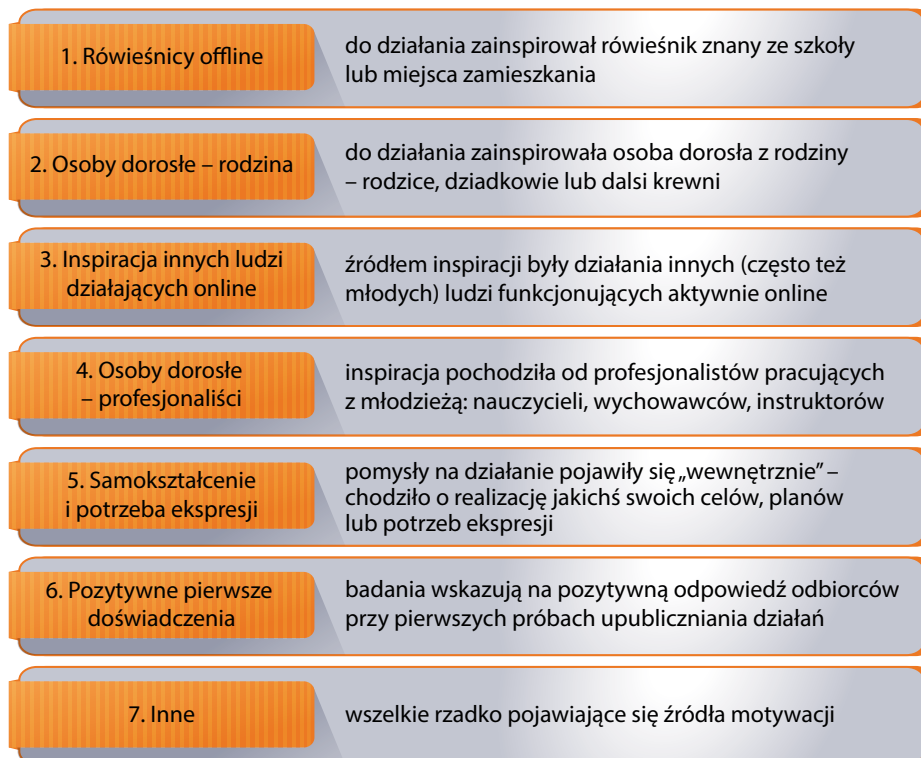 1. Rówieśnicy offline
do działania zainspirował rówieśnik znany ze szkoły
lub miejsca zamieszkania
2. Osoby dorosłe – rodzina
do działania zainspirowała osoba dorosła z rodziny
– rodzice, dziadkowie lub dalsi krewni
3. Inspiracja innych ludzi
działających online
źródłem inspiracji były działania innych (często też
młodych) ludzi funkcjonujących aktywnie online
4. Osoby dorosłe
– profesjonaliści
inspiracja pochodziła od profesjonalistów pracujących
z młodzieżą: nauczycieli, wychowawców, instruktorów
5. Samokształcenie
i potrzeba ekspresji
pomysły na działanie pojawiły się „wewnętrznie” –
chodziło o realizację jakichś swoich celów, planów
lub potrzeb ekspresji
6. Pozytywne pierwsze
doświadczenia
badania wskazują na pozytywną odpowiedź odbiorców
przy pierwszych próbach upubliczniania działań
7. Inne
wszelkie rzadko pojawiające się źródła motywacji